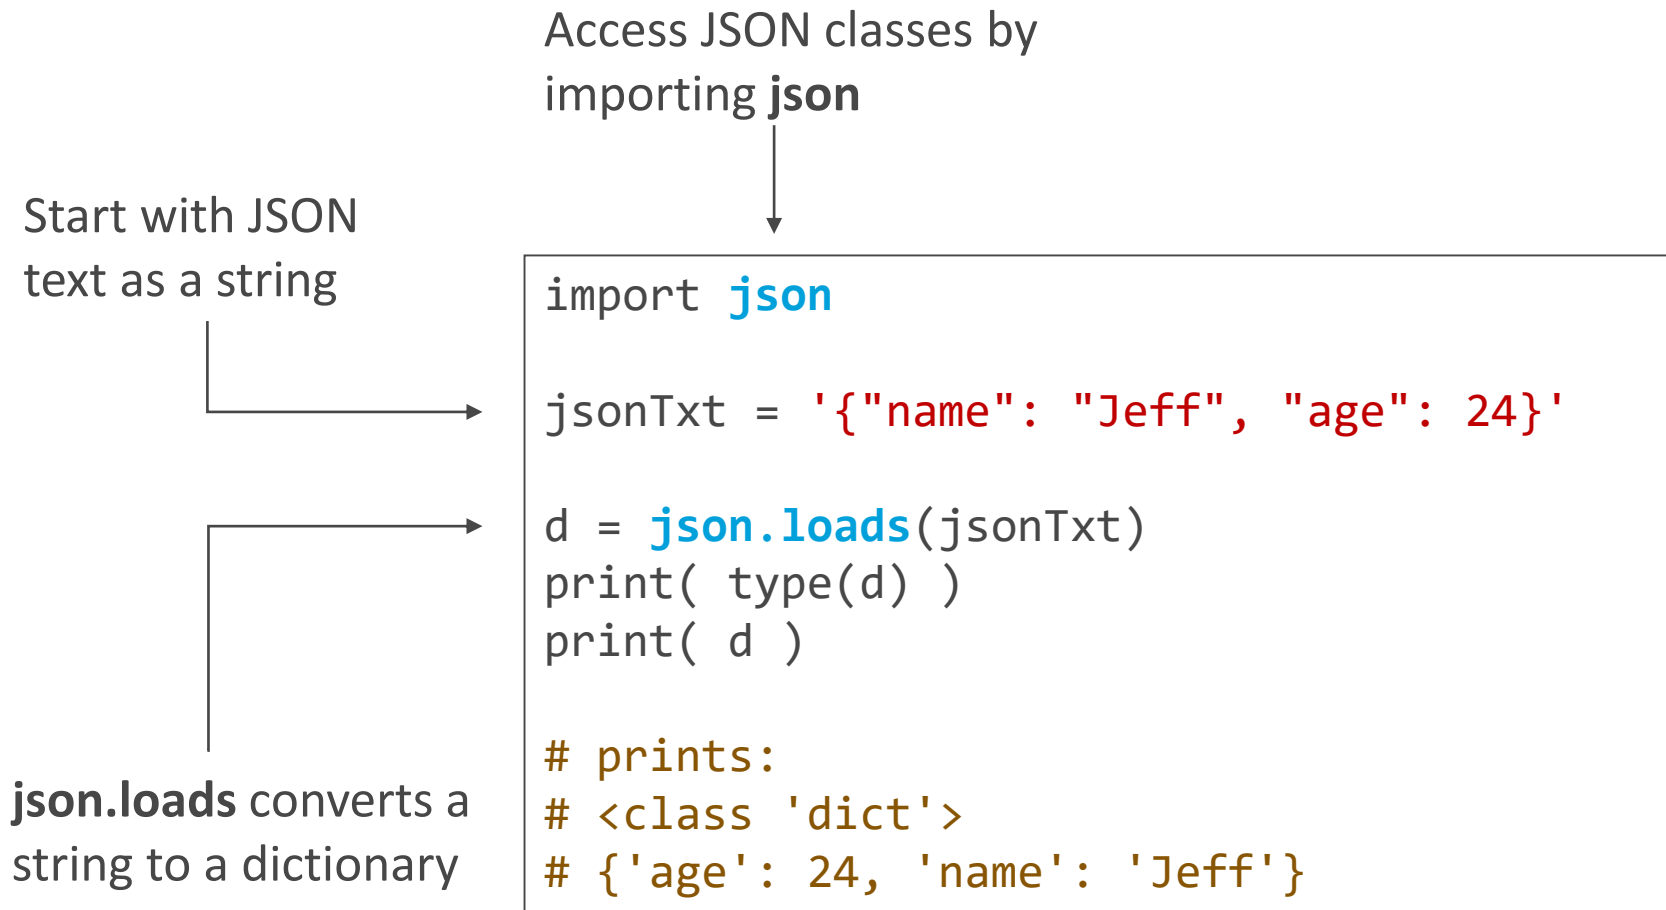 Access JSON classes by
importing json
Start with JSON
text as a string
import json
jsonTxt = '{"name": "Jeff", "age": 24}'
d = json.loads(jsonTxt)
print( type(d) )
print( d )
# prints:
# <class 'dict'>
# {'age': 24, 'name': 'Jeff'}
json.loads converts a
string to a dictionary